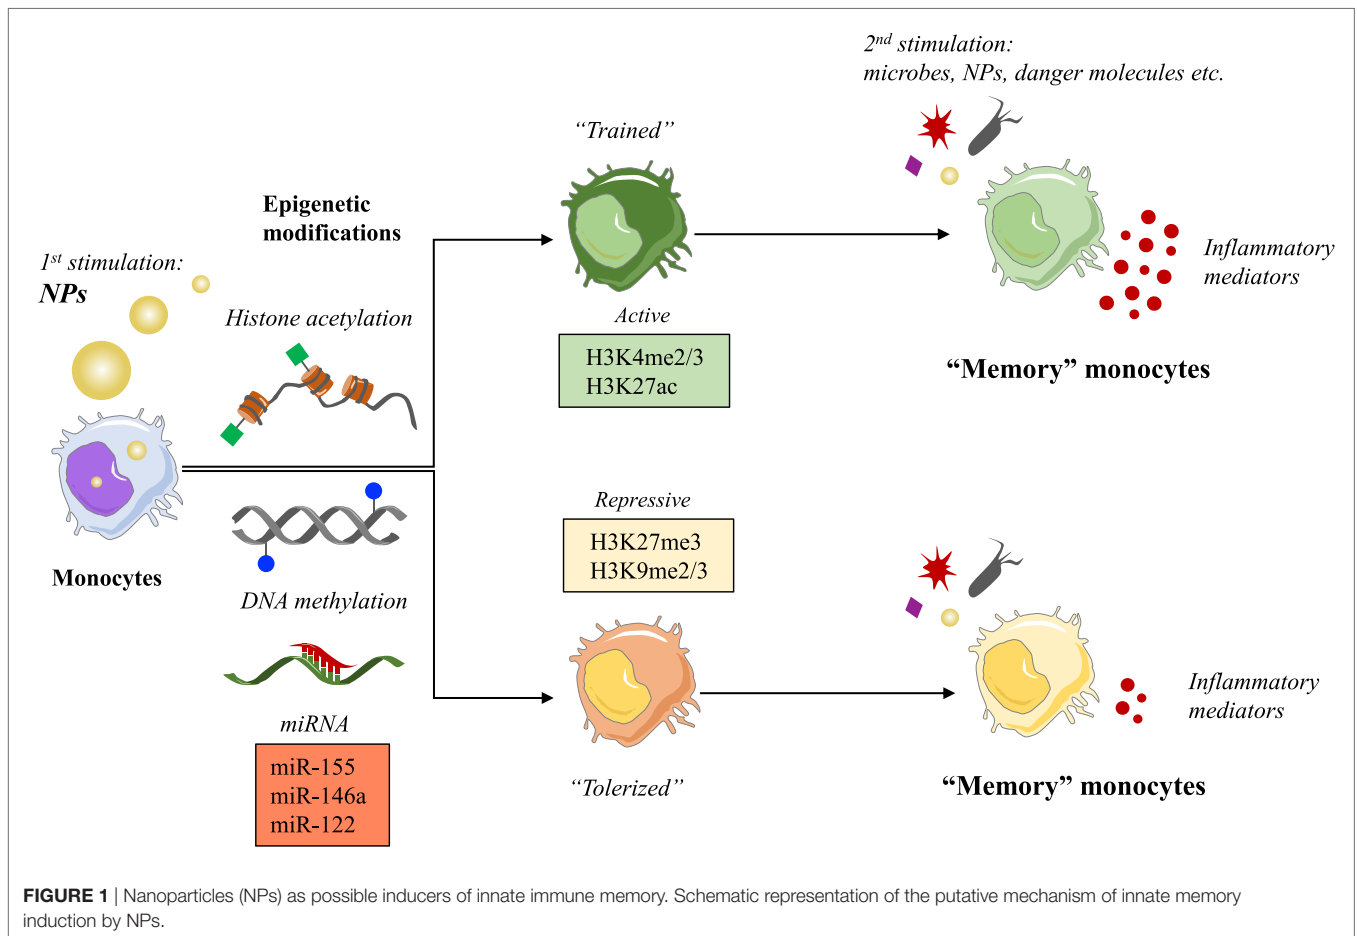 2nd stimulation:
microbes, NPs, danger molecules etc.
“Trained”
Epigenetic
modifications
1st stimulation:
NPs
Histone acetylation
Inflammatory
mediators
Active
H3K4me2/3
H3K27ac
“Memory” monocytes
Monocytes
DNA methylation
Repressive
H3K27me3
H3K9me2/3
miRNA
miR-155
miR-146a
miR-122
“Tolerized”
Inflammatory
mediators
“Memory” monocytes
FIGURE 1 | Nanoparticles (NPs) as possible inducers of innate immune memory. Schematic representation of the putative mechanism of innate memory
induction by NPs.